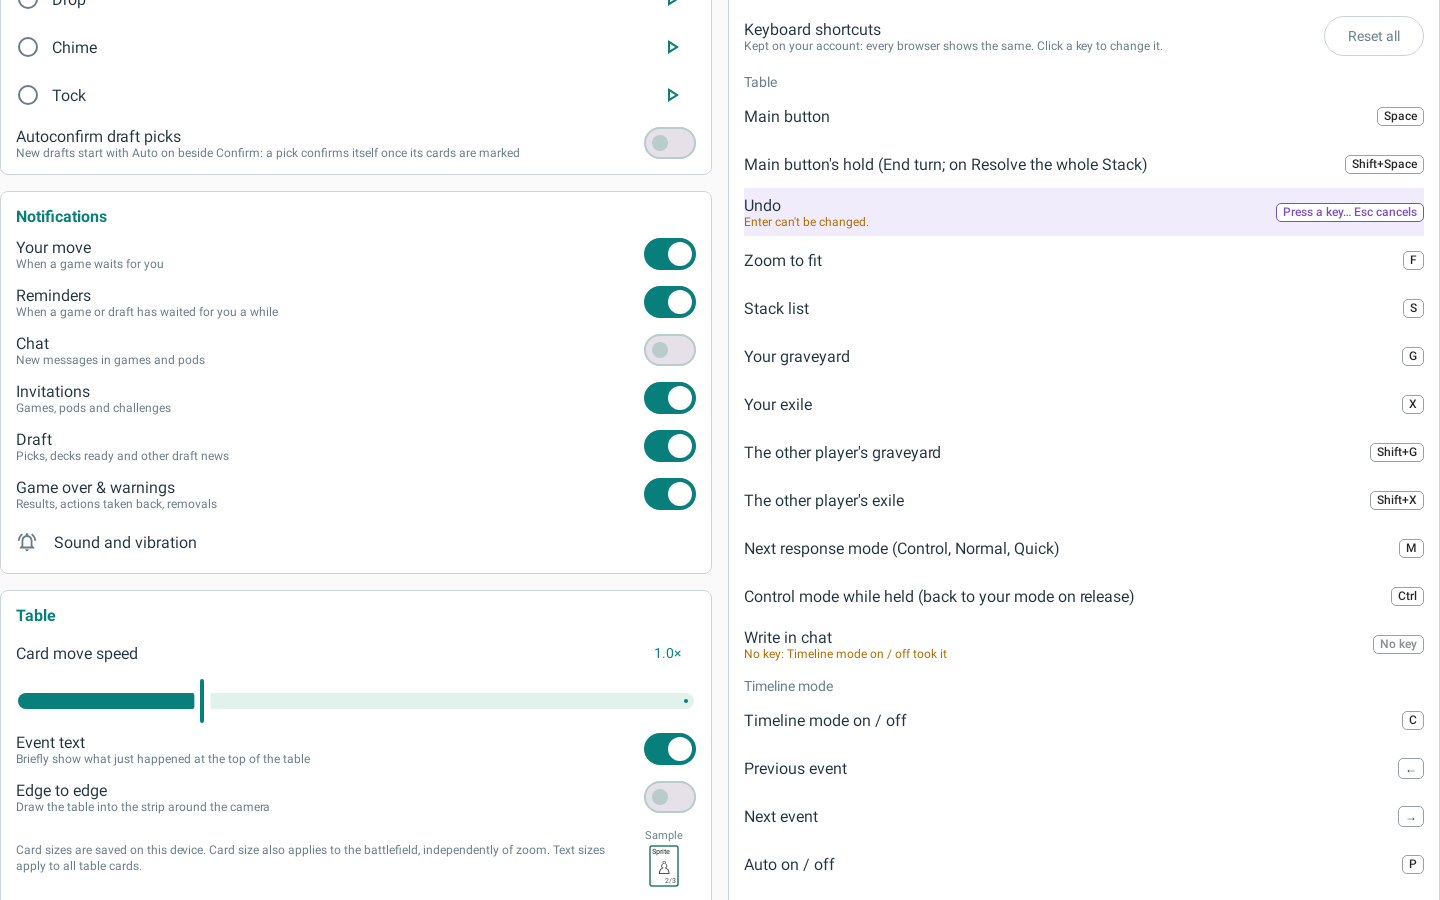 Drop
Chime
Tock
Autoconfirm draft picks
New drafts start with Auto on beside Confirm: a pick confirms itself once its cards are marked
Notifications
Your move
When a game waits for you
Reminders
When a game or draft has waited for you a while
Chat
New messages in games and pods
Invitations
Games, pods and challenges
Draft
Picks, decks ready and other draft news
Game over & warnings
Results, actions taken back, removals
Sound and vibration
Table
Card move speed
1.0×
Event text
Briefly show what just happened at the top of the table
Edge to edge
Draw the table into the strip around the camera
Card sizes are saved on this device. Card size also applies to the battlefield, independently of zoom. Text sizes
apply to all table cards.
Sample
Sprite
2/3
Keyboard shortcuts
Kept on your account: every browser shows the same. Click a key to change it.
Reset all
Table
Main button
Space
Main button's hold (End turn; on Resolve the whole Stack)
Shift+Space
Undo
Enter can't be changed.
Press a key... Esc cancels
Zoom to fit
F
Stack list
S
Your graveyard
G
Your exile
X
The other player's graveyard
Shift+G
The other player's exile
Shift+X
Next response mode (Control, Normal, Quick)
M
Control mode while held (back to your mode on release)
Ctrl
Write in chat
No key: Timeline mode on / off took it
No key
Timeline mode
Timeline mode on / off
C
Previous event
←
Next event
→
Auto on / off
P